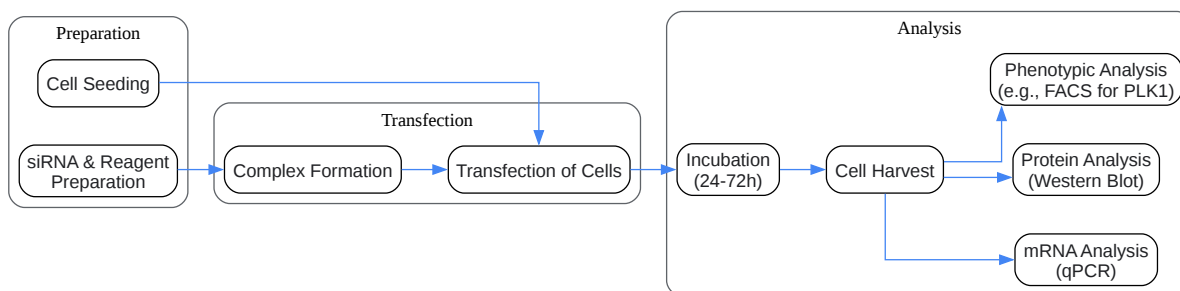 Preparation
Cell Seeding
siRNA & Reagent
Preparation
Transfection
Complex Formation
Transfection of Cells
Analysis
Incubation
(24-72h)
Cell Harvest
Phenotypic Analysis
(e.g., FACS for PLK1)
Protein Analysis
(Western Blot)
mRNA Analysis
(qPCR)